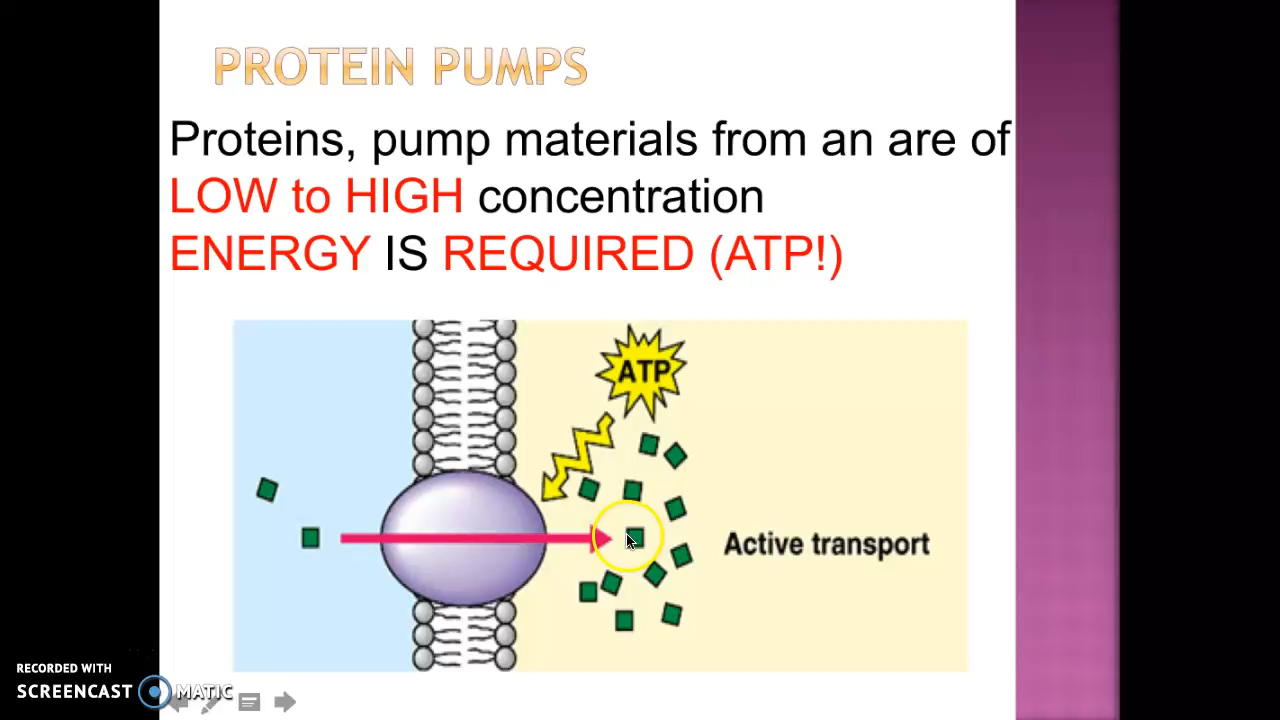 PROTEIN PUMPS
Proteins, pump materials from an are of
LOW to HIGH concentration
ENERGY IS REQUIRED (ATP!)
ATP
Active transport
RECORDED WITH
SCREENCAST MATIC